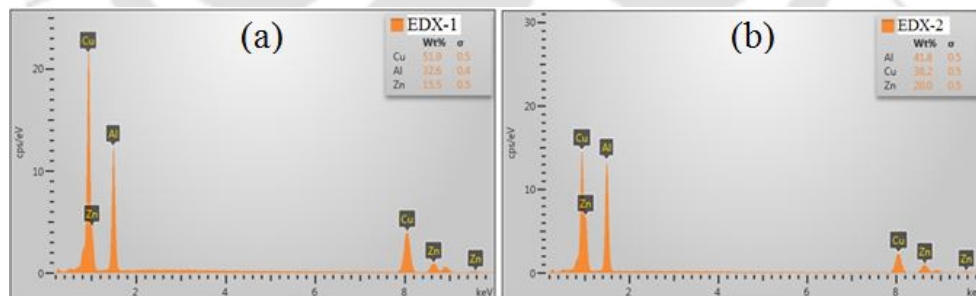 EDX-1
(a)
Wt% σ
Cu 51.9 0.5
Al 32.6 0.4
Zn 15.5 0.5
Cu
Al
Zn
Cu
Zn
Zn
cps/eV
20
10
0
2 4 6 8 keV
EDX-2
(b)
Wt% σ
Al 41.8 0.5
Cu 38.2 0.5
Zn 20.0 0.5
Cu
Al
Zn
Cu
Zn
Zn
cps/eV
30
20
10
0
2 4 6 8 keV